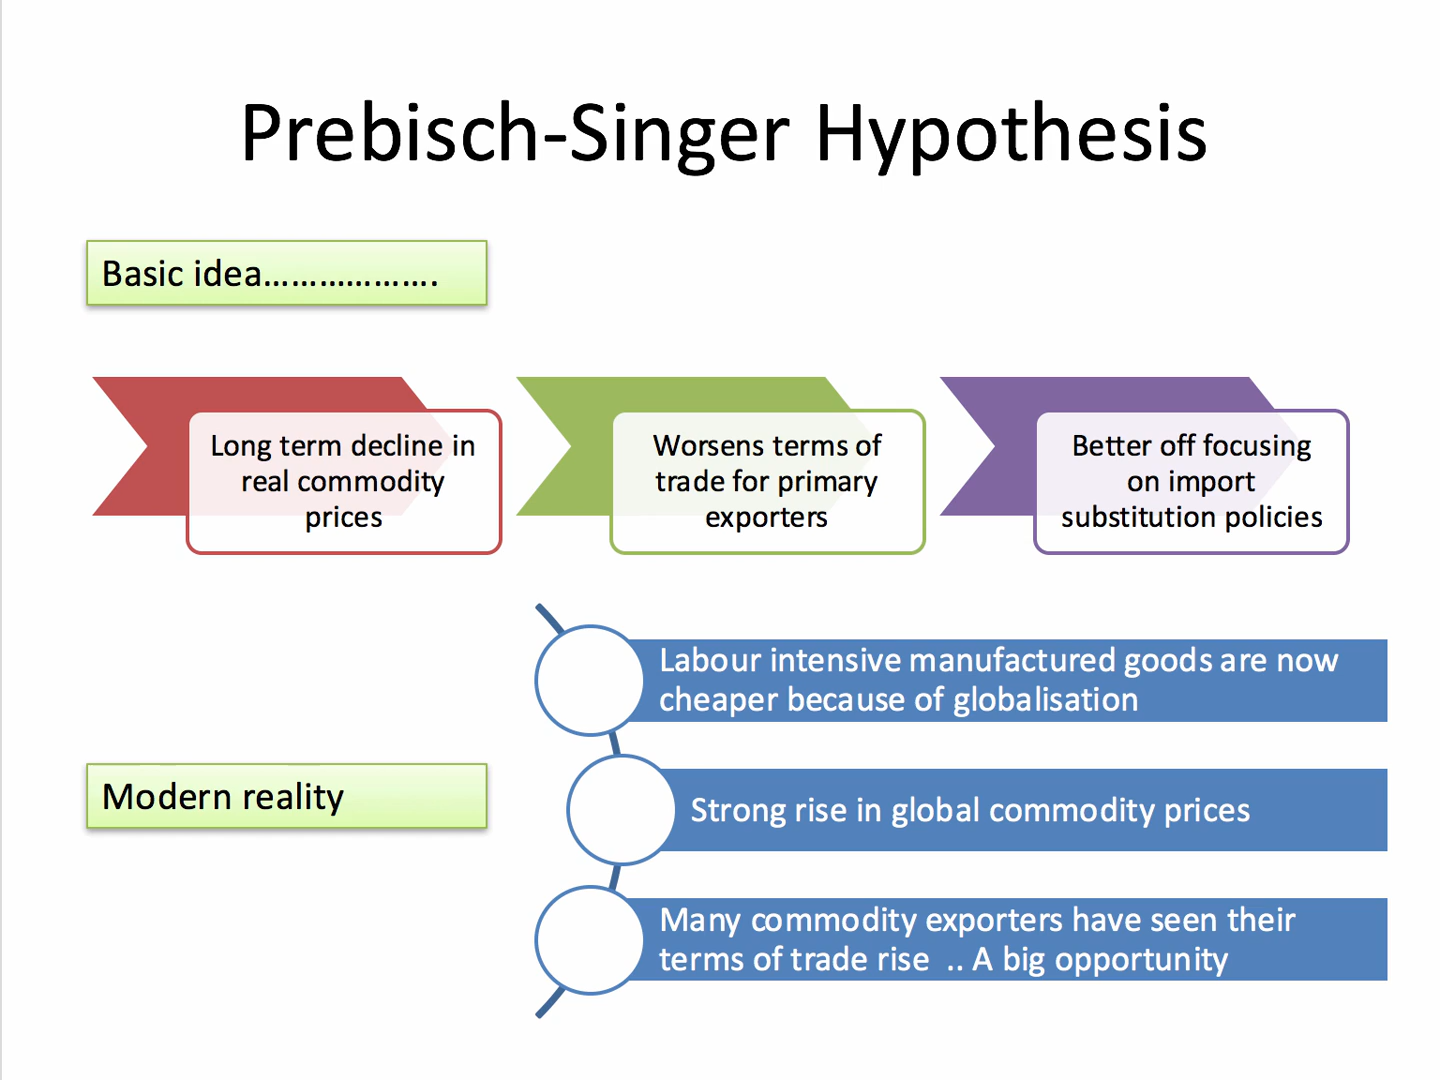 Prebisch-Singer Hypothesis
Basic idea……………….
Long term decline in
real commodity
prices
Worsens terms of
trade for primary
exporters
Better off focusing
on import
substitution policies
Labour intensive manufactured goods are now
cheaper because of globalisation
Modern reality
Strong rise in global commodity prices
Many commodity exporters have seen their
terms of trade rise  .. A big opportunity